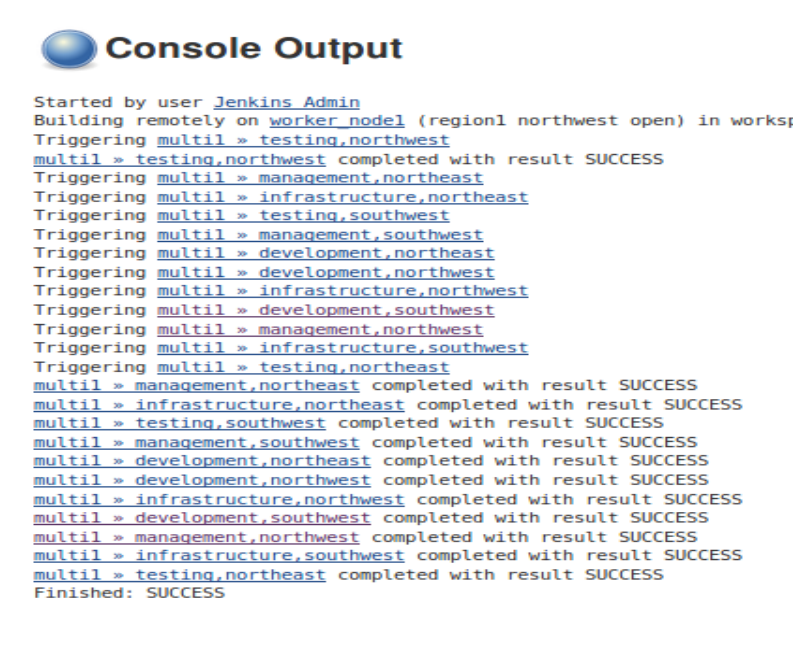 Console Output
Started by user Jenkins Admin
Building remotely on worker_node1 (region1 northwest open) in
Triggering multi1 » testing,northwest
multi1 » testing,northwest completed with result SUCCESS
Triggering multi1 » management,northeast
Triggering multi1 » infrastructure,northeast
Triggering multi1 » testing,southwest
Triggering multi1 » management,southwest
Triggering multi1 » development,northeast
Triggering multi1 » development,northwest
Triggering multi1 » infrastructure,northwest
Triggering multi1 » development,southwest
Triggering multi1 » management,northwest
Triggering multi1 » infrastructure,southwest
Triggering multi1 » testing,northeast
multi1 » management,northeast completed with result SUCCESS
multi1 » infrastructure,northeast completed with result SUCCESS
multi1 » testing,southwest completed with result SUCCESS
multi1 » management,southwest completed with result SUCCESS
multi1 » development,northeast completed with result SUCCESS
multi1 » development,northwest completed with result SUCCESS
multi1 » infrastructure,northwest completed with result SUCCESS
multi1 » development,southwest completed with result SUCCESS
multi1 » management,northwest completed with result SUCCESS
multi1 » infrastructure,southwest completed with result SUCCESS
multi1 » testing,northeast completed with result SUCCESS
Finished: SUCCESS